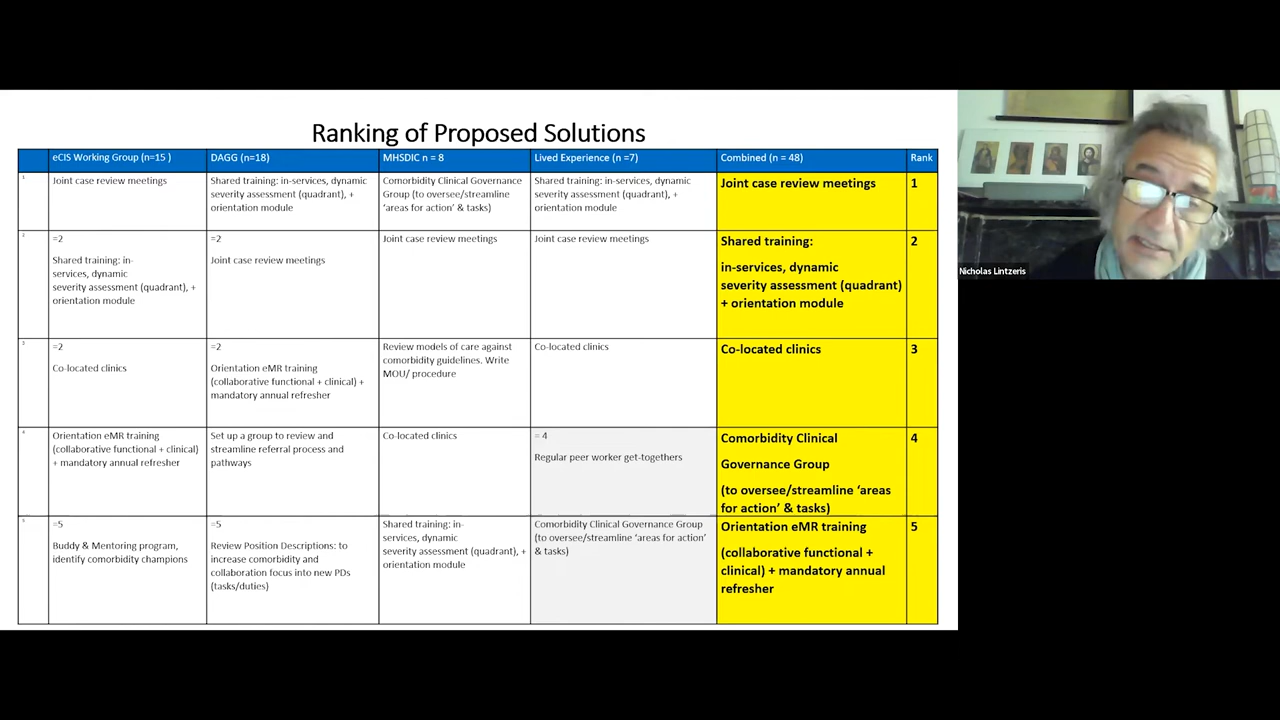 Ranking of Proposed Solutions
eCIS Working Group (n=15 )
DAGG (n=18)
MHSDIC n = 8
Lived Experience (n =7)
Combined (n = 48)
Rank
1
Joint case review meetings
Shared training: in-services, dynamic
severity assessment (quadrant), +
orientation module
Comorbidity Clinical Governance
Group (to oversee/streamline
‘areas for action’ & tasks)
Shared training: in-services, dynamic
severity assessment (quadrant), +
orientation module
Joint case review meetings
1
2
=2
Shared training: in-
services, dynamic
severity assessment (quadrant), +
orientation module
=2
Joint case review meetings
Joint case review meetings
Joint case review meetings
Shared training:
in-services, dynamic
severity assessment (quadrant)
+ orientation module
2
3
=2
Co-located clinics
=2
Orientation eMR training
(collaborative functional + clinical) +
mandatory annual refresher
Review models of care against
comorbidity guidelines. Write
MOU/ procedure
Co-located clinics
Co-located clinics
3
4
Orientation eMR training
(collaborative functional + clinical)
+ mandatory annual refresher
Set up a group to review and
streamline referral process and
pathways
Co-located clinics
= 4
Regular peer worker get-togethers
Comorbidity Clinical
Governance Group
(to oversee/streamline ‘areas
for action’ & tasks)
4
5
=5
Buddy & Mentoring program,
identify comorbidity champions
=5
Review Position Descriptions: to
increase comorbidity and
collaboration focus into new PDs
(tasks/duties)
Shared training: in-
services, dynamic
severity assessment (quadrant), +
orientation module
Comorbidity Clinical Governance Group
(to oversee/streamline ‘areas for action’
& tasks)
Orientation eMR training
(collaborative functional +
clinical) + mandatory annual
refresher
5
Nicholas Lintzeris